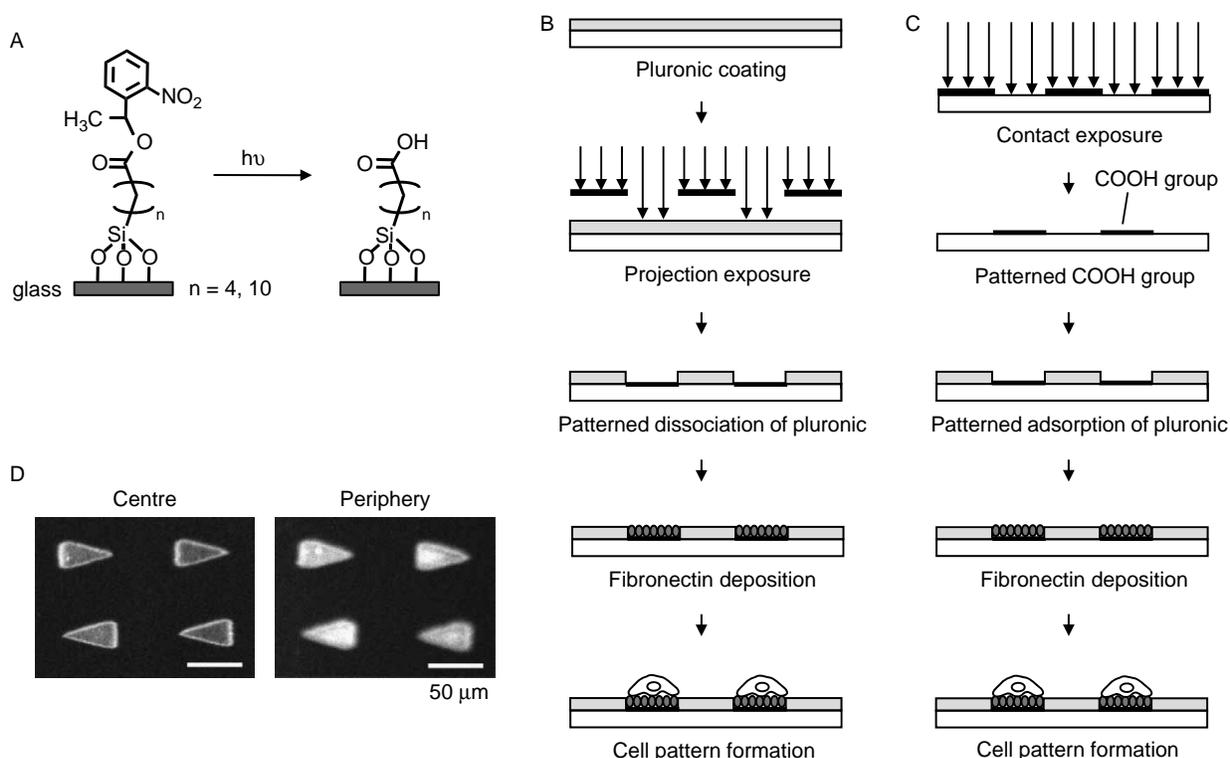 A
NO2
H3C
O
O
hυ
OH
O
n
n
Si
Si
O O O
O O O
glass
n = 4, 10
B
Pluronic coating
Projection exposure
Patterned dissociation of pluronic
Fibronectin deposition
Cell pattern formation
C
Contact exposure
COOH group
Patterned COOH group
Patterned adsorption of pluronic
Fibronectin deposition
Cell pattern formation
D
Centre
Periphery
50 μm